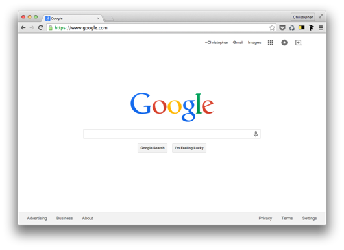 Google
https://www.google.com
+Christopher Gmail Images
Google
Google Search I'm Feeling Lucky
Advertising Business About Privacy Terms Settings